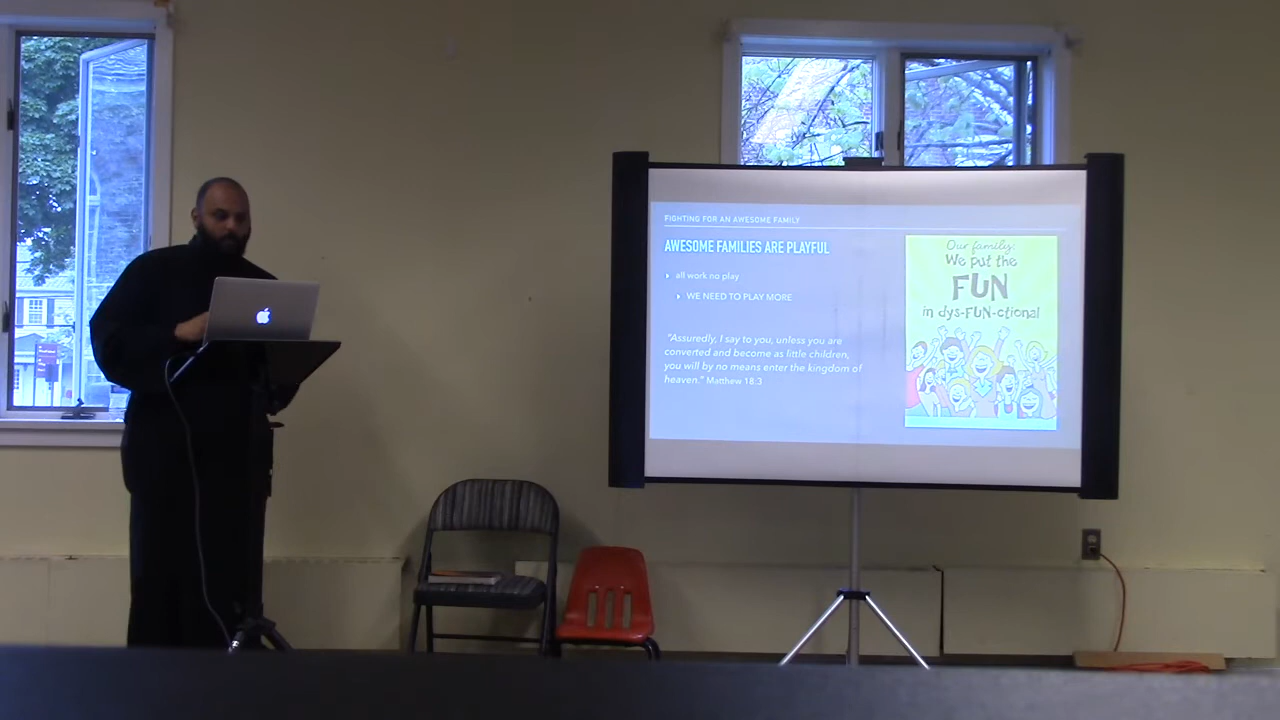 FIGHTING FOR AN AWESOME FAMILY
AWESOME FAMILIES ARE PLAYFUL
all work no play
WE NEED TO PLAY MORE
"Assuredly, I say to you, unless you are
converted and become as little children,
you will by no means enter the kingdom of
heaven." Matthew 18:3
Our family:
We put the
FUN
in dys-FUN-ctional